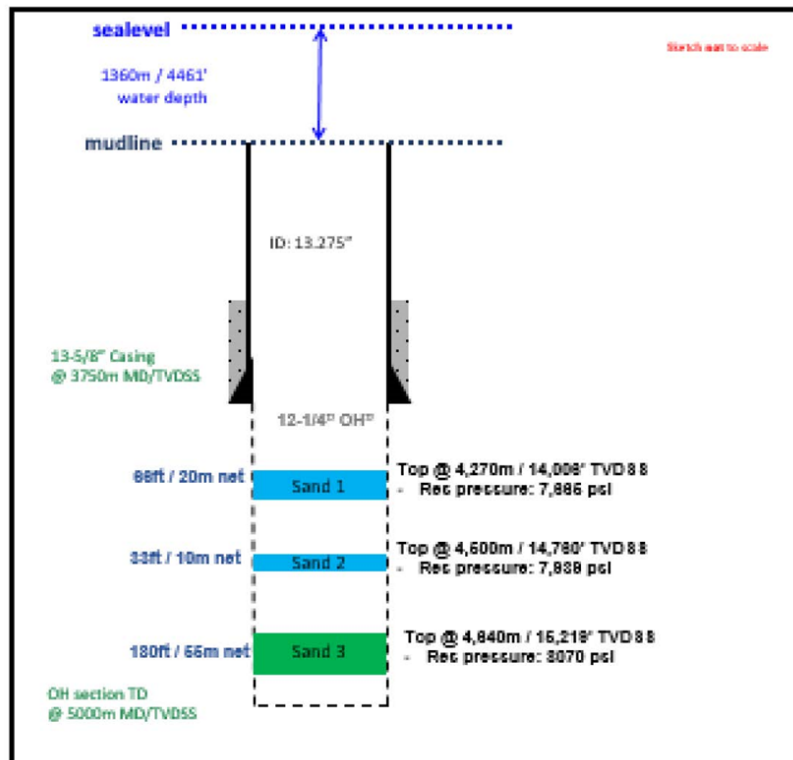 sealevel
Sketch not to scale
1360m / 4461'
water depth
mudline
ID: 13.275"
13-5/8" Casing
@ 3750m MD/TVDSS
12-1/4" OH"
66ft / 20m net
Sand 1
Top @ 4,270m / 14,006' TVDSS
- Res pressure: 7,665 psi
33ft / 10m net
Sand 2
Top @ 4,500m / 14,760' TVDSS
- Res pressure: 7,939 psi
180ft / 55m net
Sand 3
Top @ 4,640m / 15,219' TVDSS
- Res pressure: 8070 psi
OH section TD
@ 5000m MD/TVDSS